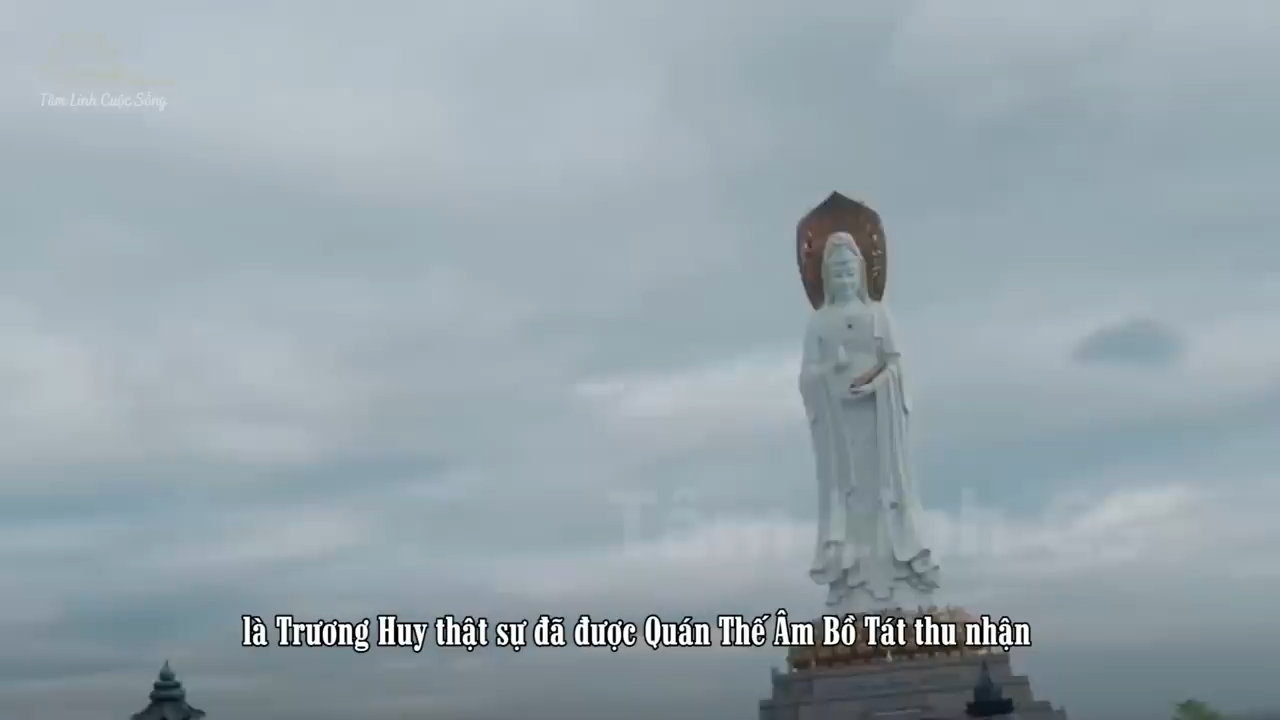 Tâm Linh Cuộc Sống
là Trương Huy thật sự đã được Quán Thế Âm Bồ Tát thu nhận